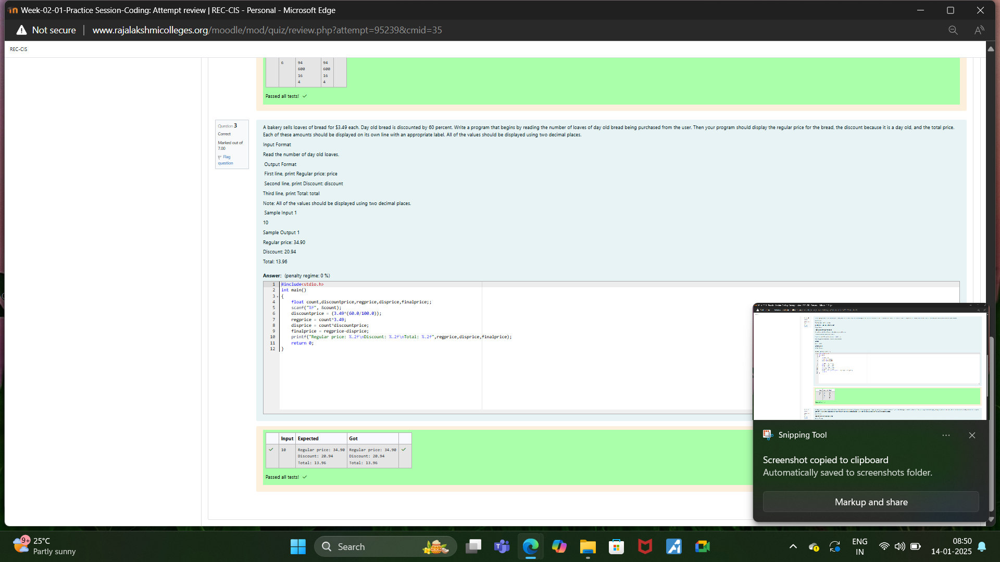 Week-02-01-Practice Session-Coding: Attempt review | REC-CIS - Personal - Microsoft Edge
Not secure | www.rajalakshmicolleges.org/moodle/mod/quiz/review.php?attempt=95239&cmid=35
REC-CIS
6 94 94
600 600
16 16
4 4
Passed all tests!
Question 3
Correct
Marked out of
7.00
Flag
question
A bakery sells loaves of bread for $3.49 each. Day old bread is discounted by 60 percent. Write a program that begins by reading the number of loaves of day old bread being purchased from the user. Then your program should display the regular price for the bread, the discount because it is a day old, and the total price.
Each of these amounts should be displayed on its own line with an appropriate label. All of the values should be displayed using two decimal places.
Input Format
Read the number of day old loaves.
Output Format
First line, print Regular price: price
Second line, print Discount: discount
Third line, print Total: total
Note: All of the values should be displayed using two decimal places.
Sample Input 1
10
Sample Output 1
Regular price: 34.90
Discount: 20.94
Total: 13.96
Answer: (penalty regime: 0 %)
1 #include<stdio.h>
2 int main()
3 {
4 float count,discountprice,regprice,disprice,finalprice;;
5 scanf("%f", &count);
6 discountprice = (3.49*(60.0/100.0));
7 regprice = count*3.49;
8 disprice = count*discountprice;
9 finalprice = regprice-disprice;
10 printf("Regular price: %.2f\nDiscount: %.2f\nTotal: %.2f",regprice,disprice,finalprice);
11 return 0;
12 }
Input Expected Got
10 Regular price: 34.90 Regular price: 34.90
Discount: 20.94 Discount: 20.94
Total: 13.96 Total: 13.96
Passed all tests!
Snipping Tool
Screenshot copied to clipboard
Automatically saved to screenshots folder.
Markup and share
9+ 25°C
Partly sunny
Search
ENG
IN
08:50
14-01-2025